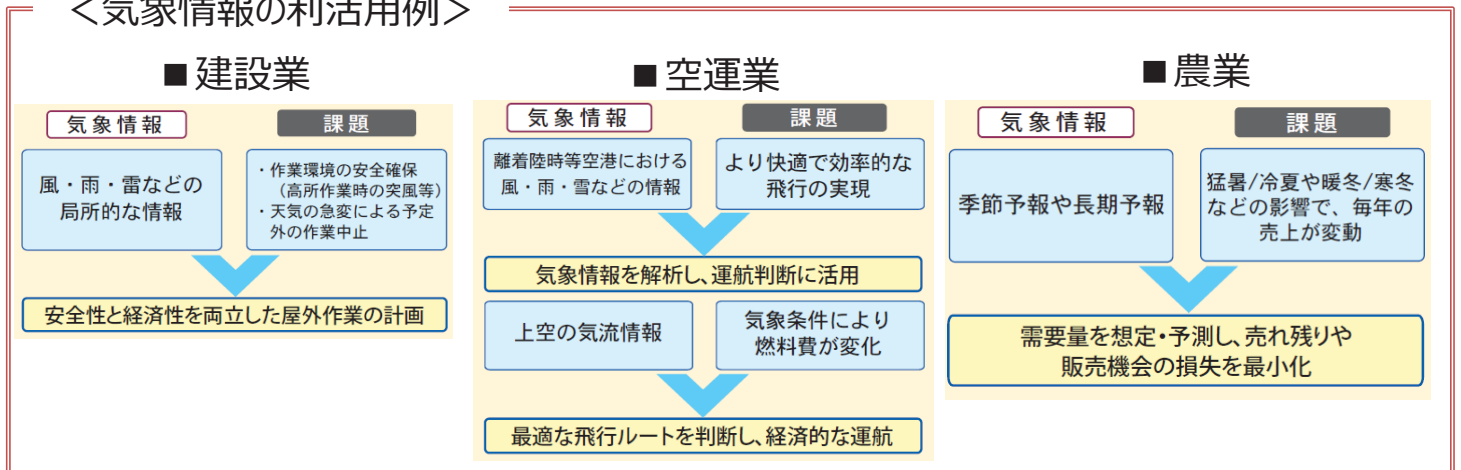 ＜気象情報の利活用例＞
■建設業
気象情報
課題
風・雨・雷などの
局所的な情報
・作業環境の安全確保
（高所作業時の突風等）
・天気の急変による予定
外の作業中止
安全性と経済性を両立した屋外作業の計画
■空運業
気象情報
課題
離着陸時等空港における
風・雨・雪などの情報
より快適で効率的な
飛行の実現
気象情報を解析し、運航判断に活用
上空の気流情報
気象条件により
燃料費が変化
最適な飛行ルートを判断し、経済的な運航
■農業
気象情報
課題
季節予報や長期予報
猛暑/冷夏や暖冬/寒冬
などの影響で、毎年の
売上が変動
需要量を想定・予測し、売れ残りや
販売機会の損失を最小化